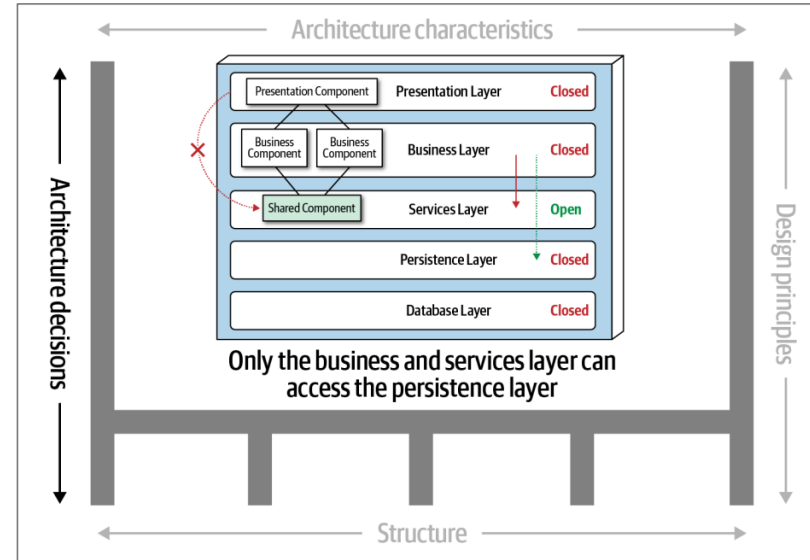 Architecture characteristics
Architecture decisions
Design principles
Presentation Component
Presentation Layer
Closed
Business
Component
Business
Component
Business Layer
Closed
Shared Component
Services Layer
Open
Persistence Layer
Closed
Database Layer
Closed
Only the business and services layer can
access the persistence layer
Structure